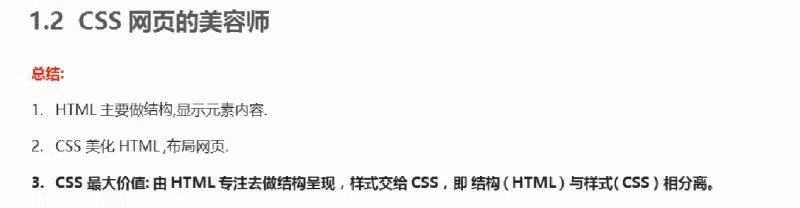 1.2 CSS 网页的美容师
总结:
1. HTML 主要做结构,显示元素内容.
2. CSS 美化 HTML ,布局网页.
3. CSS 最大价值: 由 HTML 专注去做结构呈现，样式交给 CSS，即 结构 ( HTML ) 与样式( CSS ) 相分离。